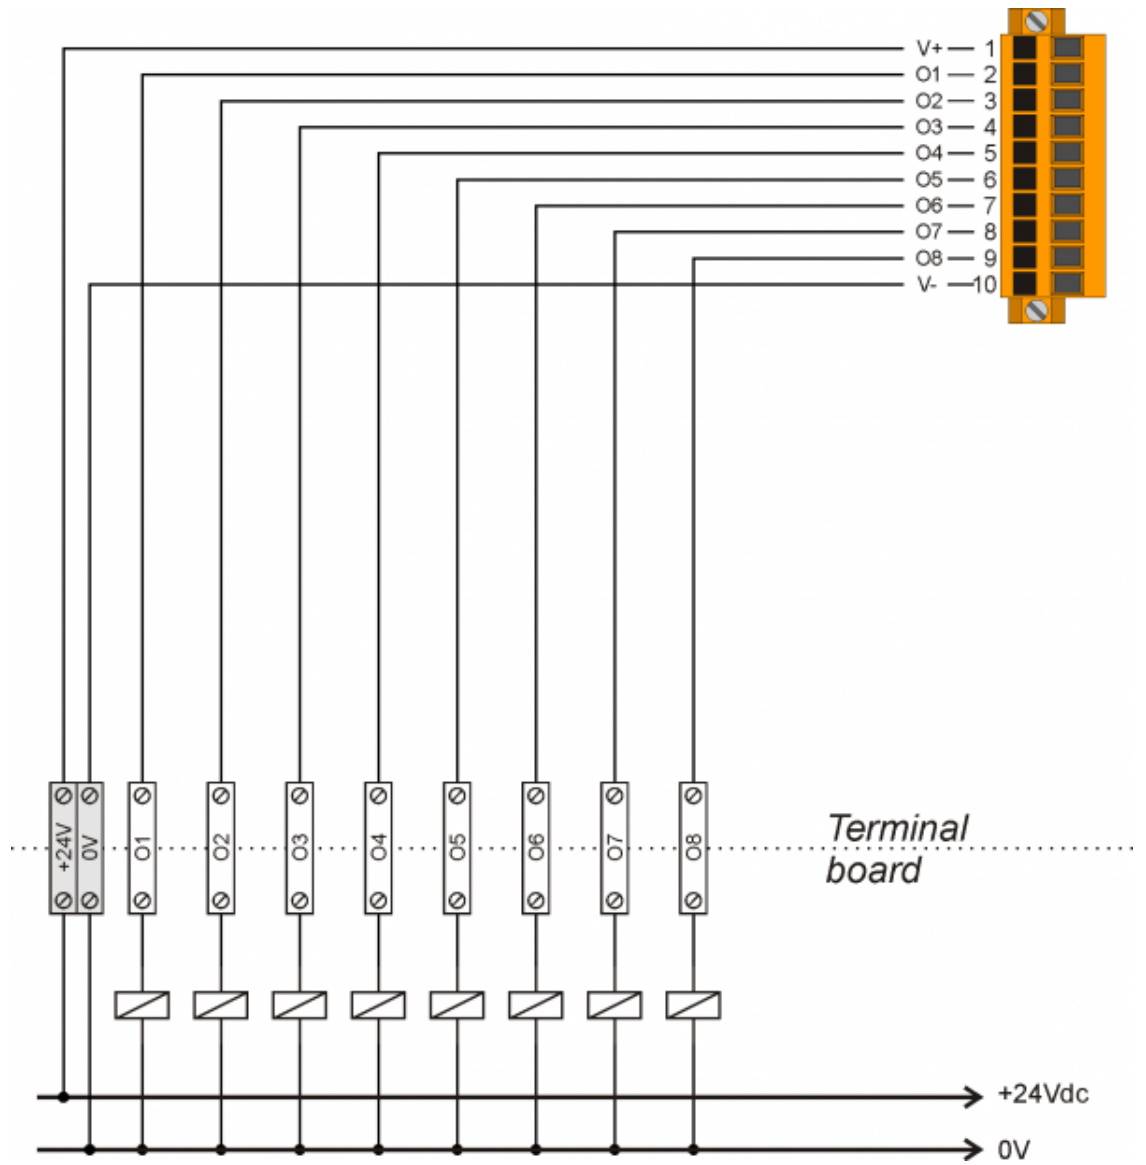 V+ 1
O1 2
O2 3
O3 4
O4 5
O5 6
O6 7
O7 8
O8 9
V- 10
+24V 0V O1 O2 O3 O4 O5 O6 O7 O8
Terminal
board
+24Vdc
0V